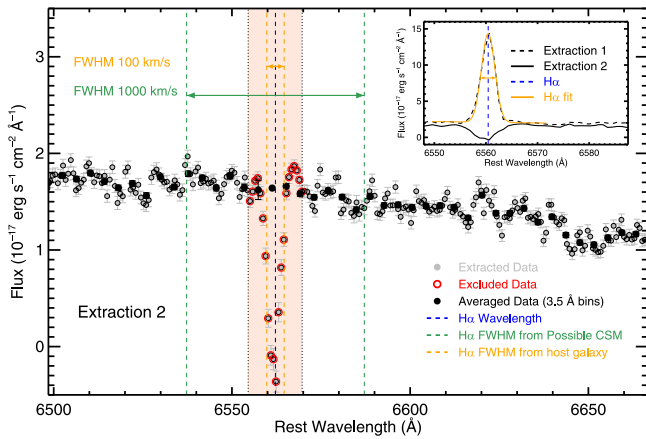 3
2
1
0
Flux (10⁻¹⁷ erg s⁻¹ cm⁻² Å⁻¹)
FWHM 100 km/s
FWHM 1000 km/s
Extraction 2
Extracted Data
Excluded Data
Averaged Data (3.5 Å bins)
Hα Wavelength
Hα FWHM from Possible CSM
Hα FWHM from host galaxy
6500
6550
6600
6650
Rest Wavelength (Å)
15
10
5
0
Flux (10⁻¹⁷ erg s⁻¹ cm⁻² Å⁻¹)
Extraction 1
Extraction 2
Hα
Hα fit
6550
6560
6570
6580
Rest Wavelength (Å)